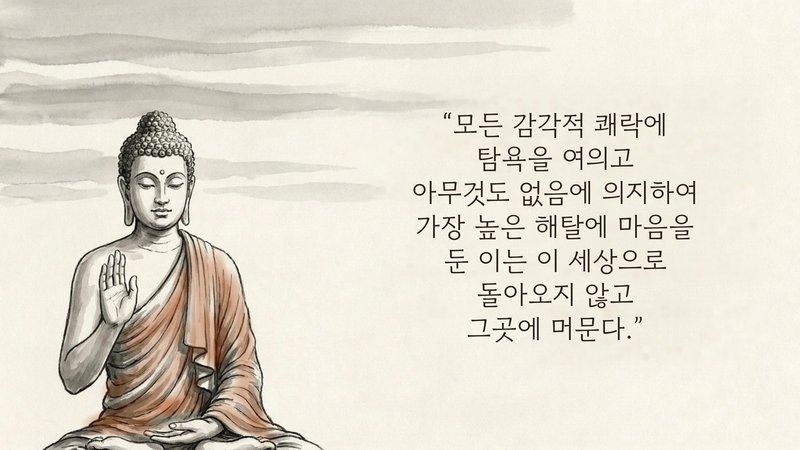 “모든 감각적 쾌락에
탐욕을 여의고
아무것도 없음에 의지하여
가장 높은 해탈에 마음을
둔 이는 이 세상으로
돌아오지 않고
그곳에 머문다.”